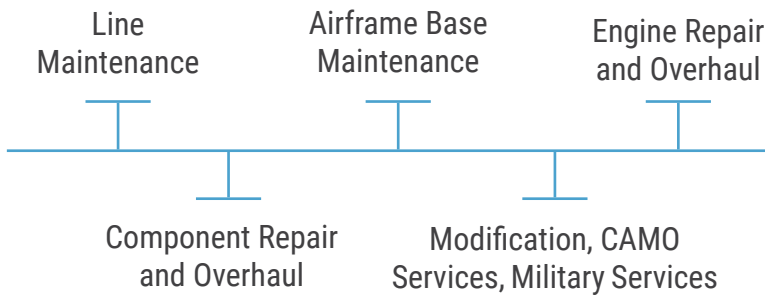 Line
Maintenance
Airframe Base
Maintenance
Engine Repair
and Overhaul
Component Repair
and Overhaul
Modification, CAMO
Services, Military Services